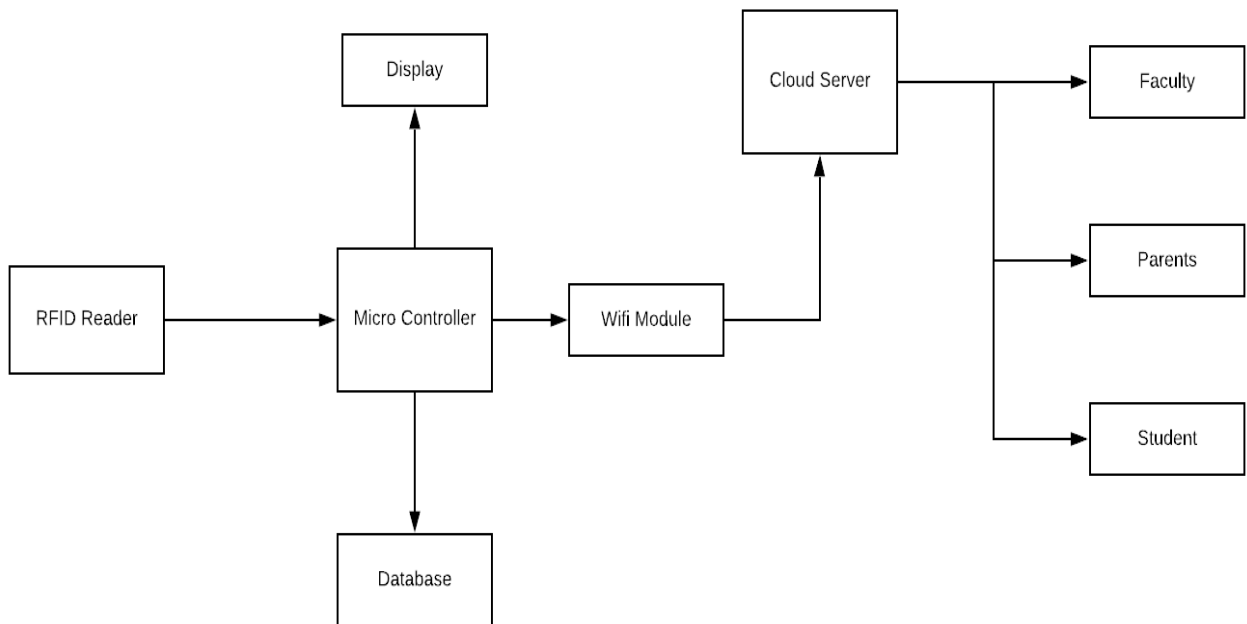 Display
Cloud Server
Faculty
RFID Reader
Micro Controller
Wifi Module
Parents
Student
Database